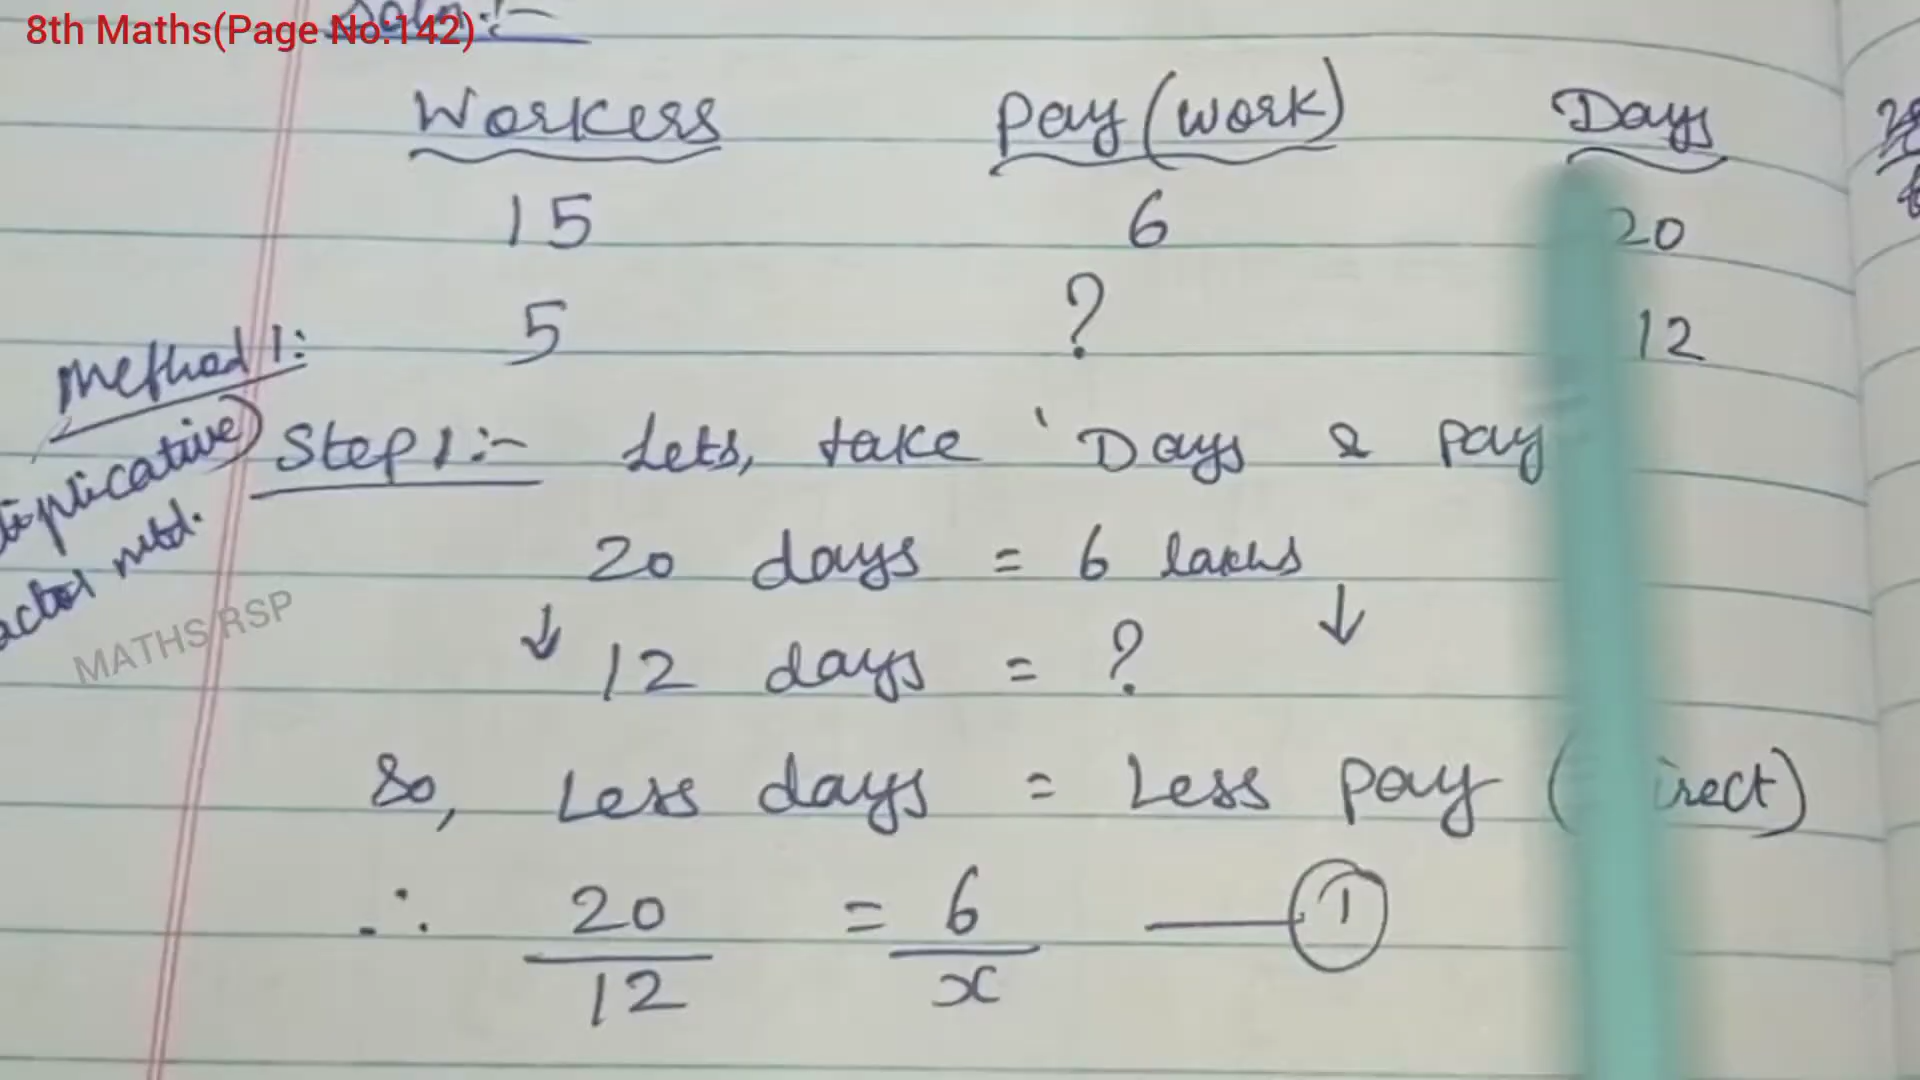 8th Maths(Page No:142)
Soln:-
Workers Pay (work) Days
15 6 20
5 ? 12
Method 1:
Step 1:- Lets, take 'Days & pay
20 days = 6 lakhs
↓ 12 days = ? ↓
So, Less days = Less pay (irect)
∴ 20/12 = 6/x —— ①
MATHS RSP